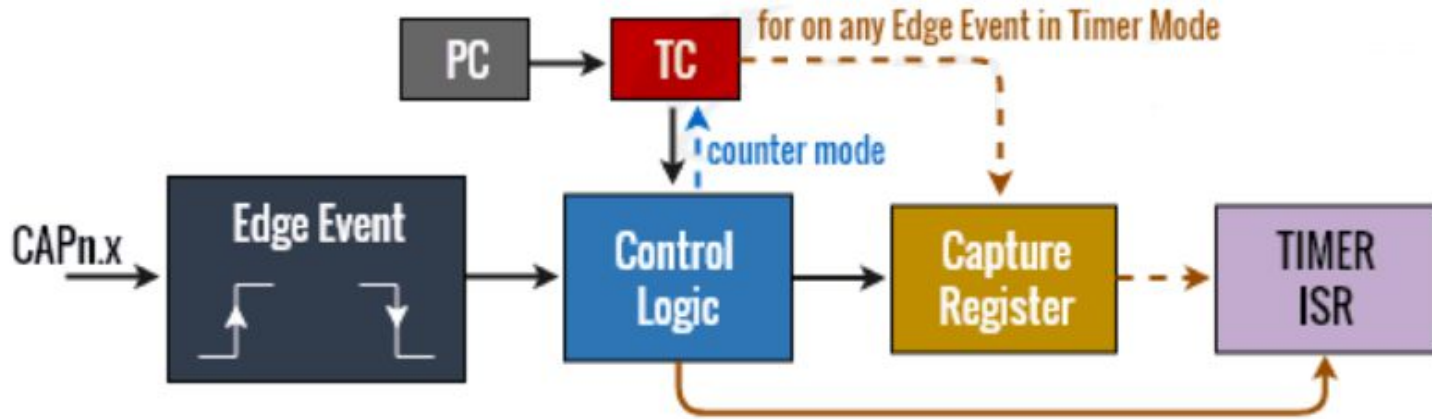 for on any Edge Event in Timer Mode
PC
TC
counter mode
CAPn.x
Edge Event
Control
Logic
Capture
Register
TIMER
ISR